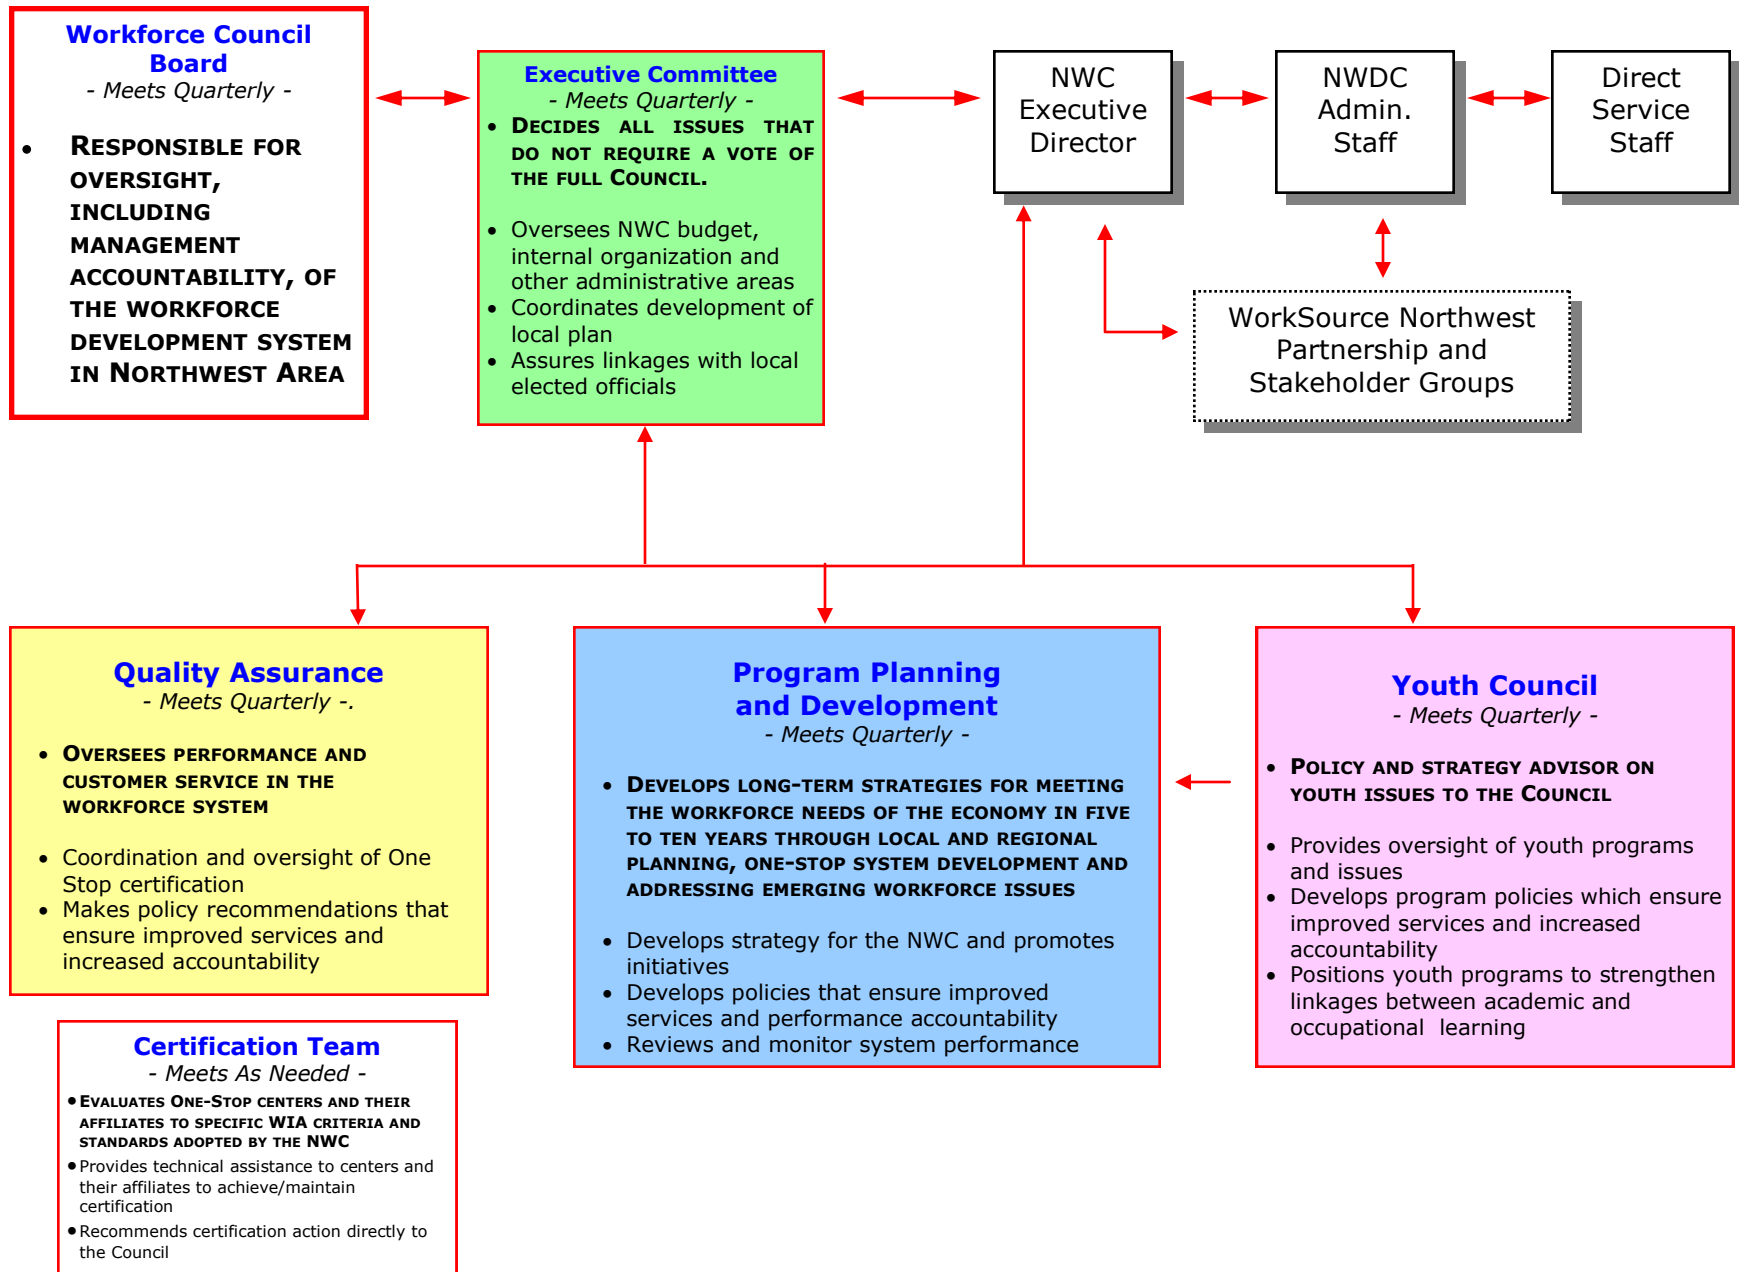 Workforce Council
Board
- Meets Quarterly -
• RESPONSIBLE FOR
OVERSIGHT,
INCLUDING
MANAGEMENT
ACCOUNTABILITY, OF
THE WORKFORCE
DEVELOPMENT SYSTEM
IN NORTHWEST AREA
Executive Committee
- Meets Quarterly -
• DECIDES ALL ISSUES THAT
DO NOT REQUIRE A VOTE OF
THE FULL COUNCIL.
• Oversees NWC budget,
internal organization and
other administrative areas
• Coordinates development of
local plan
• Assures linkages with local
elected officials
NWC
Executive
Director
NWDC
Admin.
Staff
Direct
Service
Staff
WorkSource Northwest
Partnership and
Stakeholder Groups
Quality Assurance
- Meets Quarterly -.
• OVERSEES PERFORMANCE AND
CUSTOMER SERVICE IN THE
WORKFORCE SYSTEM
• Coordination and oversight of One
Stop certification
• Makes policy recommendations that
ensure improved services and
increased accountability
Program Planning
and Development
- Meets Quarterly -
• DEVELOPS LONG-TERM STRATEGIES FOR MEETING
THE WORKFORCE NEEDS OF THE ECONOMY IN FIVE
TO TEN YEARS THROUGH LOCAL AND REGIONAL
PLANNING, ONE-STOP SYSTEM DEVELOPMENT AND
ADDRESSING EMERGING WORKFORCE ISSUES
• Develops strategy for the NWC and promotes
initiatives
• Develops policies that ensure improved
services and performance accountability
• Reviews and monitor system performance
Youth Council
- Meets Quarterly -
• POLICY AND STRATEGY ADVISOR ON
YOUTH ISSUES TO THE COUNCIL
• Provides oversight of youth programs
and issues
• Develops program policies which ensure
improved services and increased
accountability
• Positions youth programs to strengthen
linkages between academic and
occupational learning
Certification Team
- Meets As Needed -
• EVALUATES ONE-STOP CENTERS AND THEIR
AFFILIATES TO SPECIFIC WIA CRITERIA AND
STANDARDS ADOPTED BY THE NWC
• Provides technical assistance to centers and
their affiliates to achieve/maintain
certification
• Recommends certification action directly to
the Council